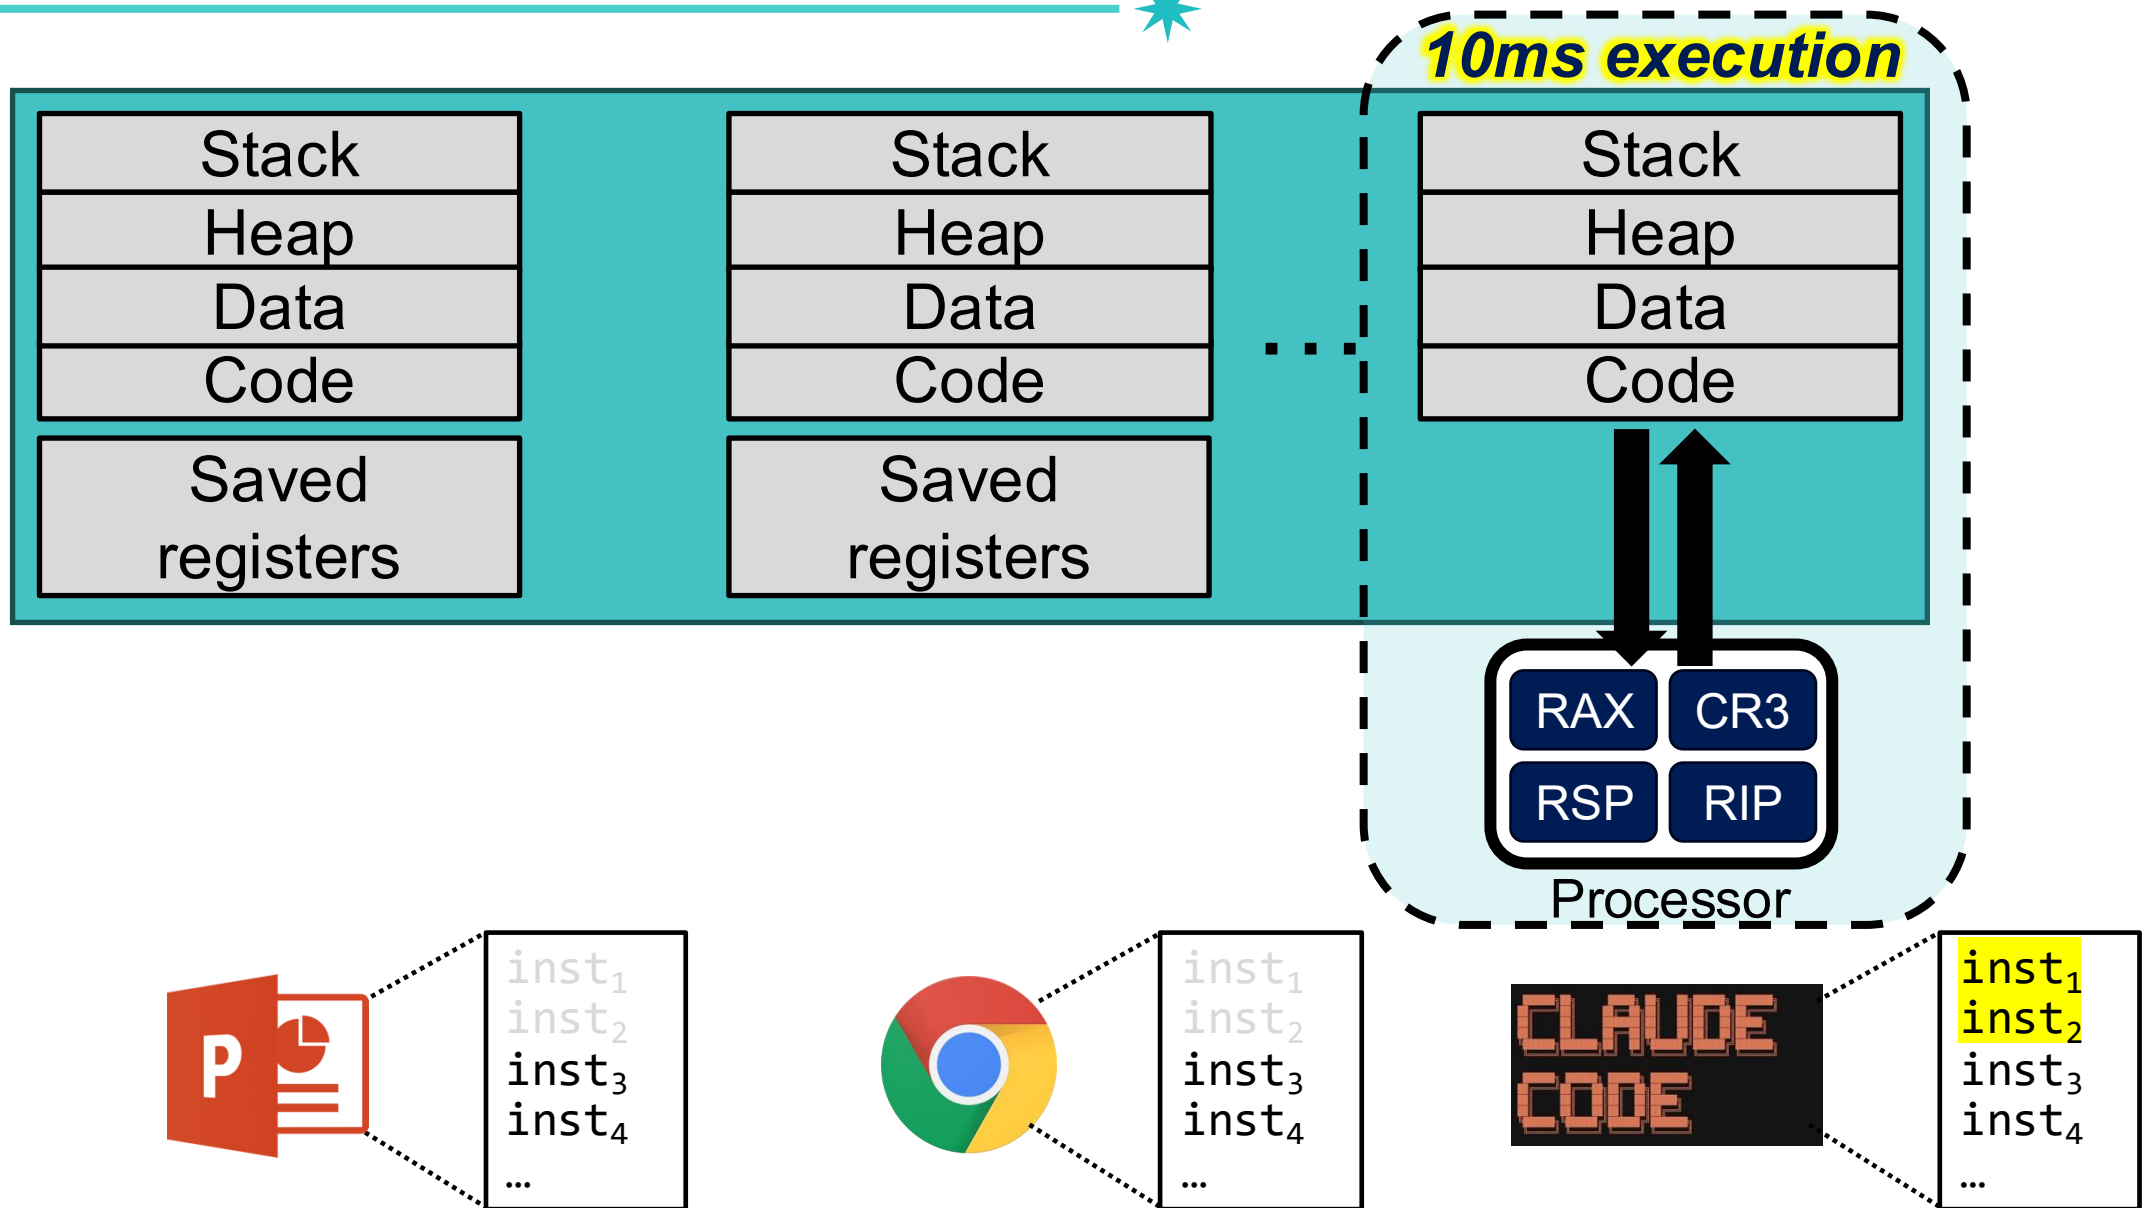 10ms execution
Stack
Heap
Data
Code
Saved
registers
Stack
Heap
Data
Code
Saved
registers
...
Stack
Heap
Data
Code
RAX
CR3
RSP
RIP
Processor
P
inst₁
inst₂
inst₃
inst₄
…
inst₁
inst₂
inst₃
inst₄
…
CLAUDE
CODE
inst₁
inst₂
inst₃
inst₄
…